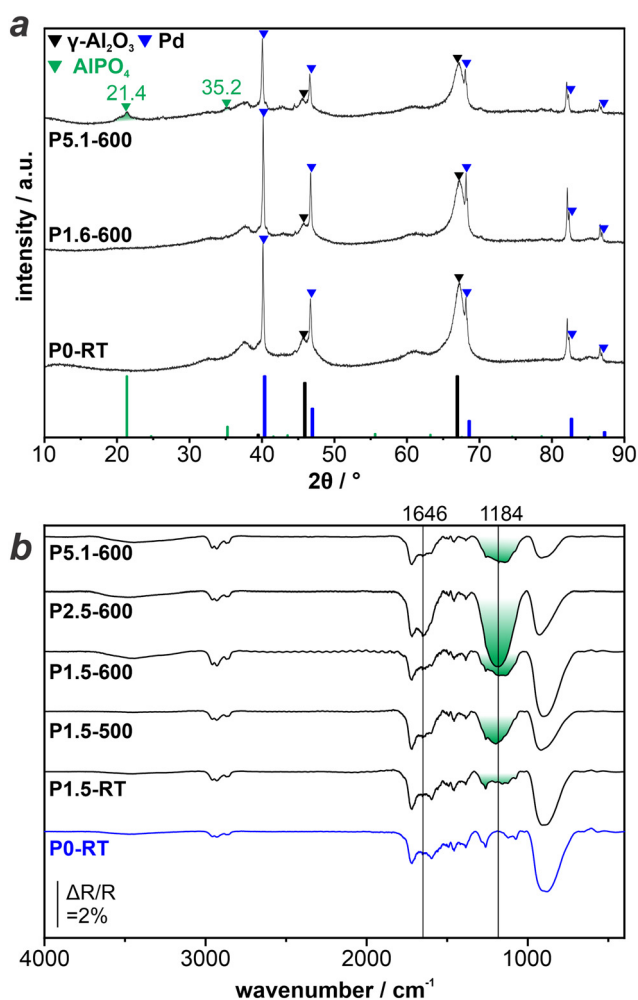 a
γ-Al₂O₃ Pd
AlPO₄
21.4
35.2
P5.1-600
P1.6-600
P0-RT
intensity / a.u.
10 20 30 40 50 60 70 80 90
2θ / °
b
1646 1184
P5.1-600
P2.5-600
P1.5-600
P1.5-500
P1.5-RT
P0-RT
ΔR/R
=2%
4000 3000 2000 1000
wavenumber / cm⁻¹